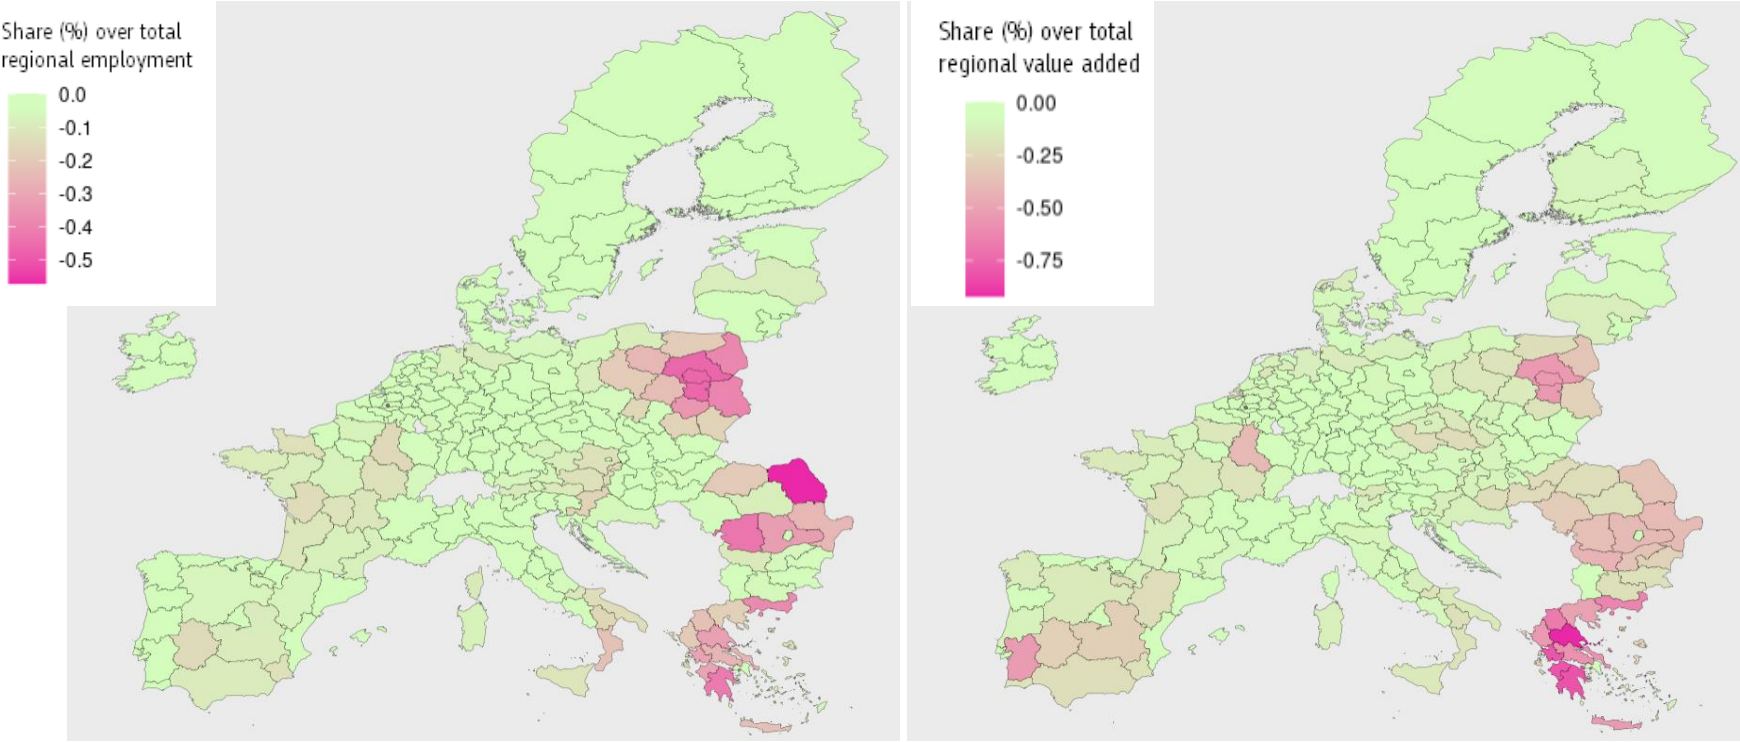 Share (%) over total
regional employment
0.0
-0.1
-0.2
-0.3
-0.4
-0.5
Share (%) over total
regional value added
0.00
-0.25
-0.50
-0.75